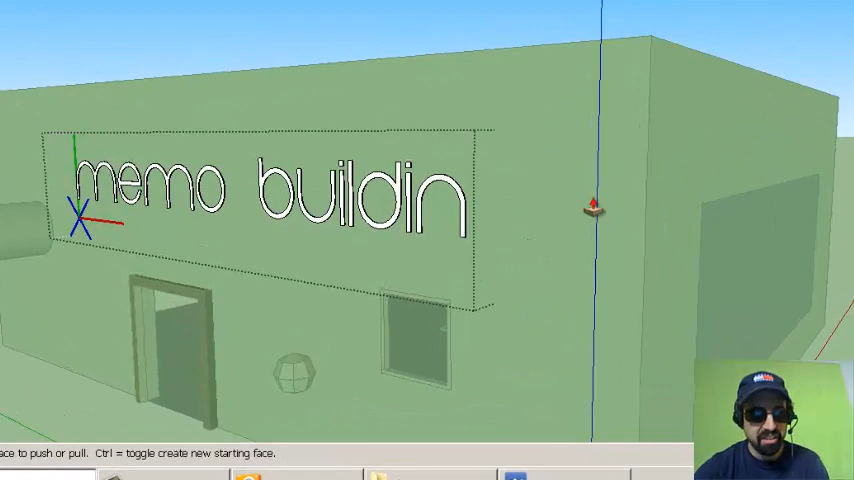 memo buildin
ace to push or pull. Ctrl = toggle create new starting face.